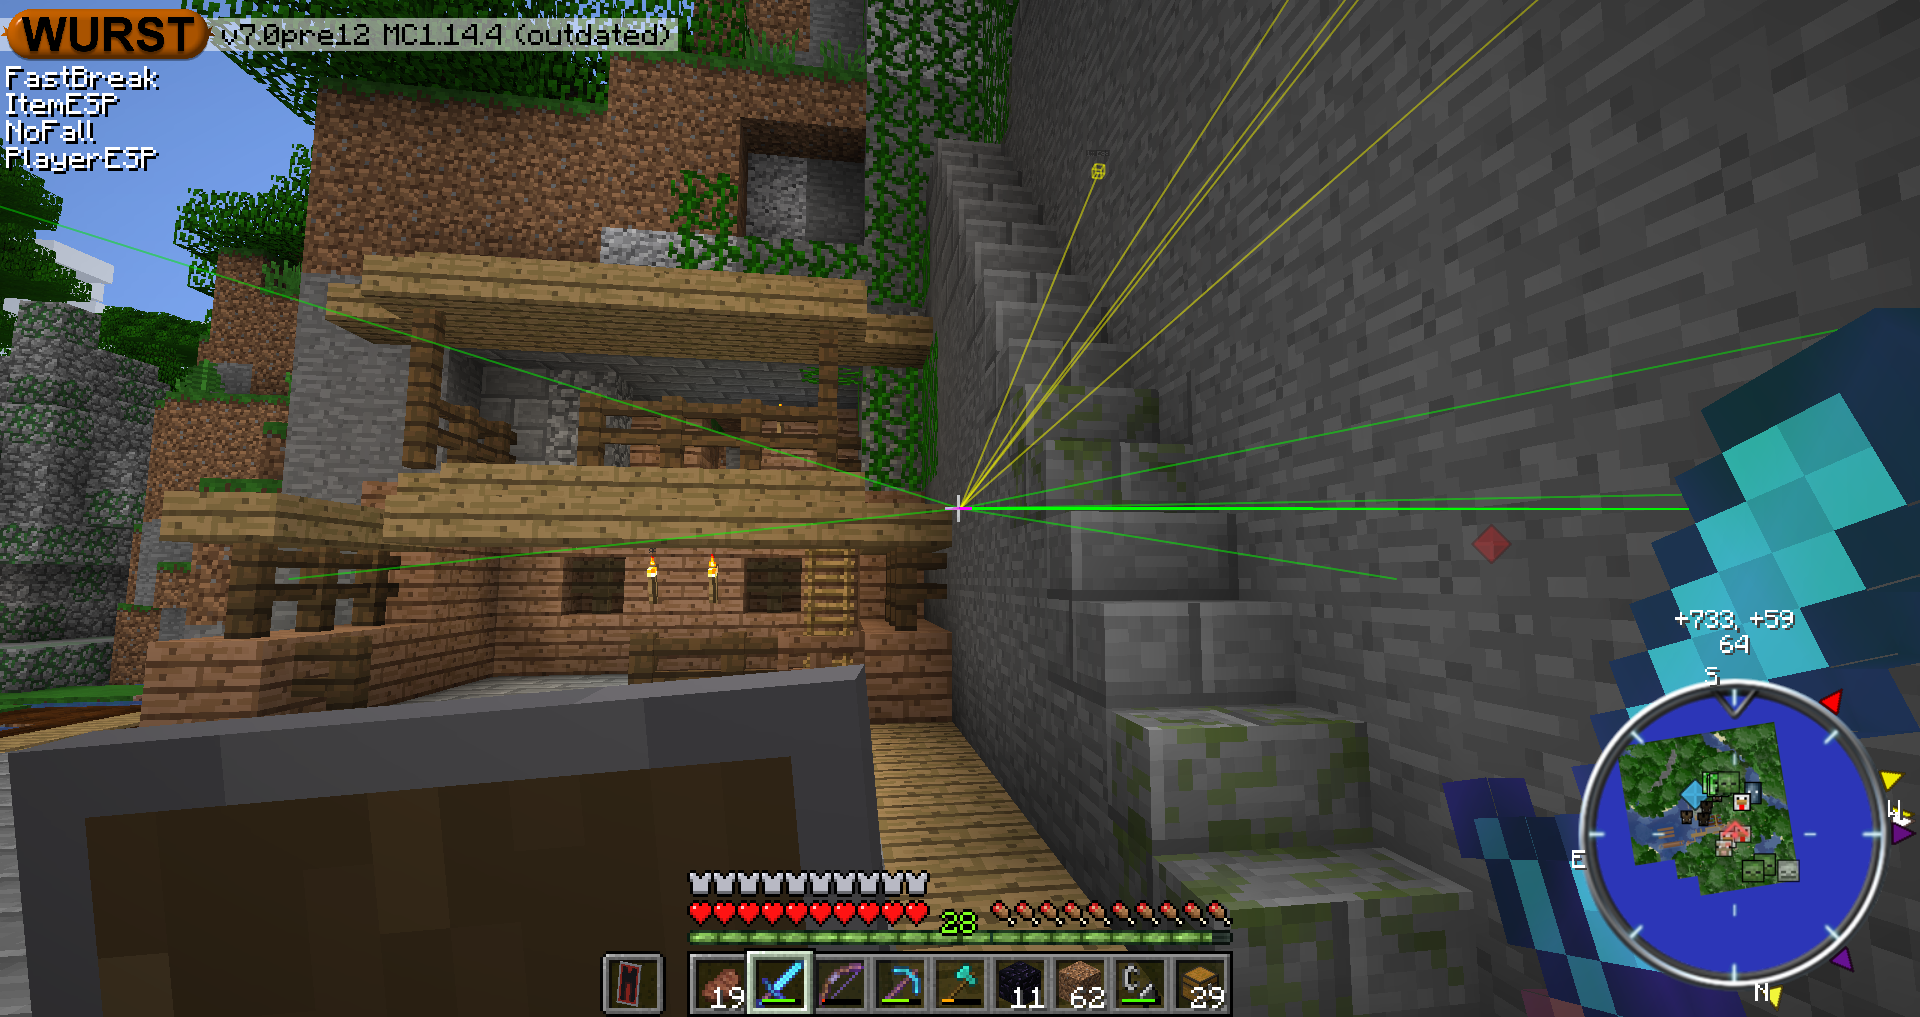 WURST v7.0pre12 MC1.14.4 (outdated)
FastBreak
ItemESP
NoFall
PlayerESP
+733, +59
64
S
W
E
N
28
19
11
62
29